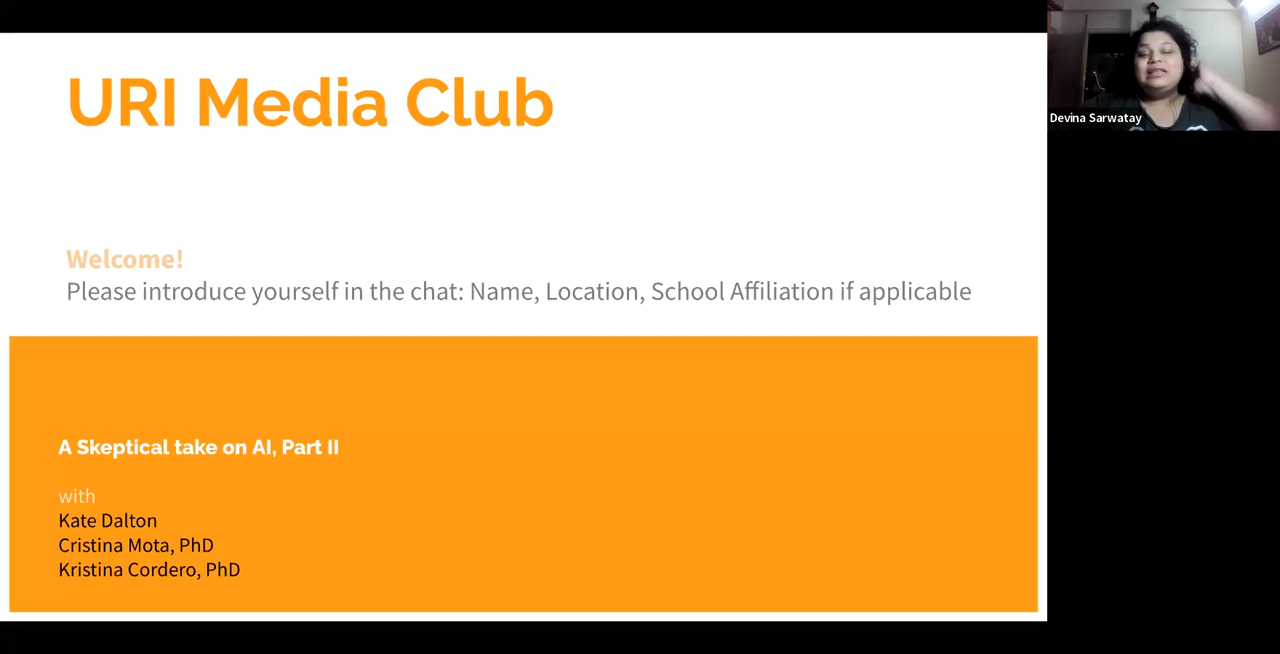 URI Media Club
Welcome!
Please introduce yourself in the chat: Name, Location, School Affiliation if applicable
A Skeptical take on AI, Part II
with
Kate Dalton
Cristina Mota, PhD
Kristina Cordero, PhD
Devina Sarwatay